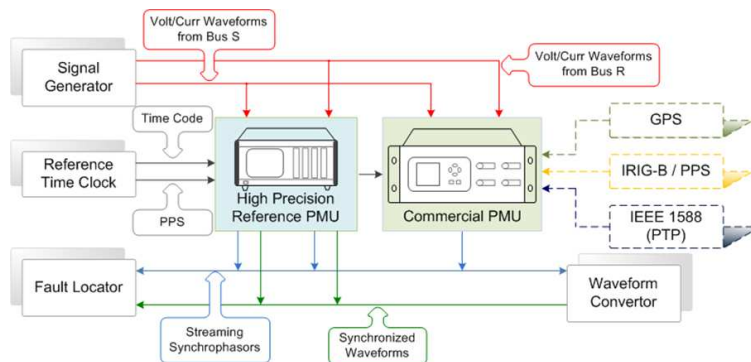 Volt/Curr Waveforms
from Bus S
Signal
Generator
Volt/Curr Waveforms
from Bus R
Time Code
GPS
Reference
Time Clock
IRIG-B / PPS
PPS
High Precision
Reference PMU
Commercial PMU
IEEE 1588
(PTP)
Fault Locator
Waveform
Convertor
Streaming
Synchrophasors
Synchronized
Waveforms